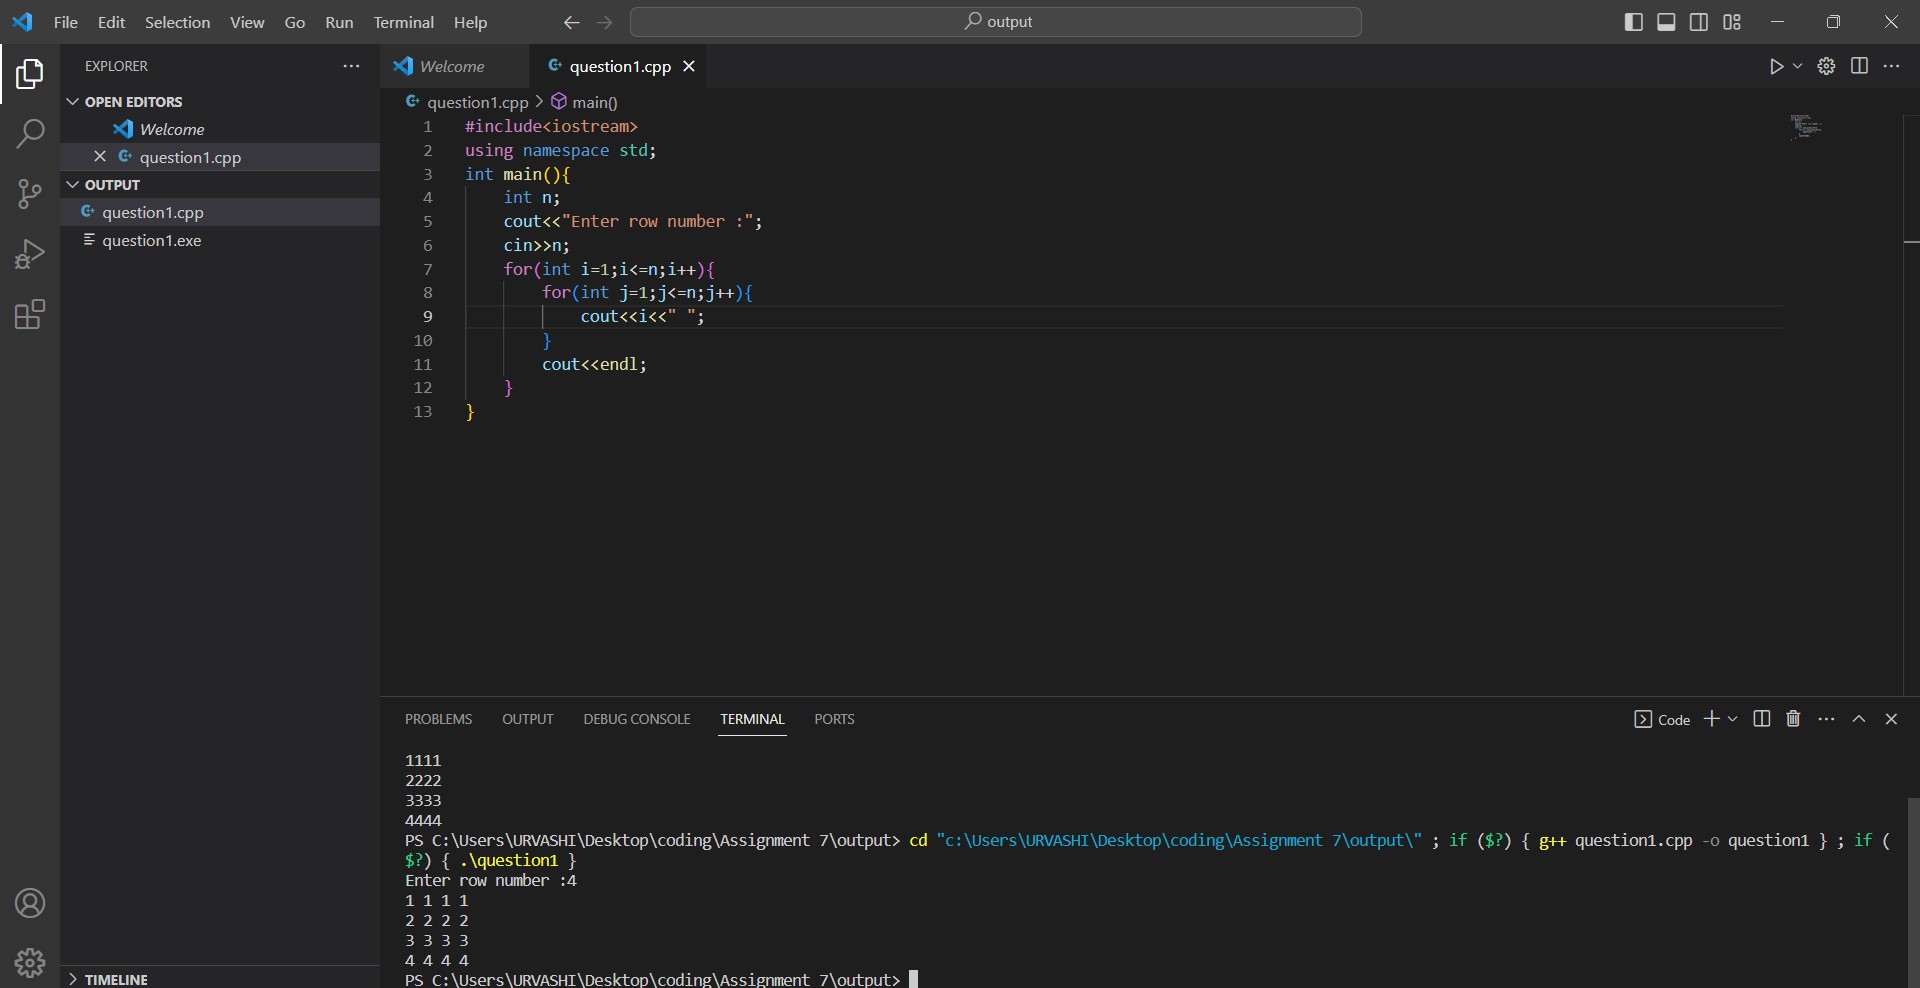 File Edit Selection View Go Run Terminal Help output
EXPLORER
OPEN EDITORS
Welcome
question1.cpp
OUTPUT
question1.cpp
question1.exe
TIMELINE
Welcome question1.cpp
question1.cpp > main()
1 #include<iostream>
2 using namespace std;
3 int main(){
4 int n;
5 cout<<"Enter row number :";
6 cin>>n;
7 for(int i=1;i<=n;i++){
8 for(int j=1;j<=n;j++){
9 cout<<i<<" ";
10 }
11 cout<<endl;
12 }
13 }
PROBLEMS OUTPUT DEBUG CONSOLE TERMINAL PORTS Code
1111
2222
3333
4444
PS C:\Users\URVASHI\Desktop\coding\Assignment 7\output> cd "c:\Users\URVASHI\Desktop\coding\Assignment 7\output\" ; if ($?) { g++ question1.cpp -o question1 } ; if (
$?) { .\question1 }
Enter row number :4
1 1 1 1
2 2 2 2
3 3 3 3
4 4 4 4
PS C:\Users\URVASHI\Desktop\coding\Assignment 7\output>